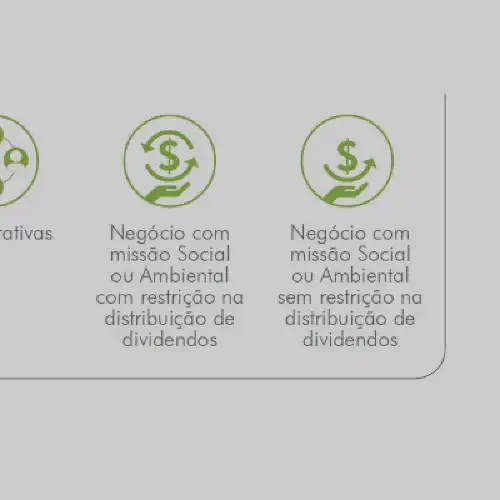 rativas
Negócio com
missão Social
ou Ambiental
com restrição na
distribuição de
dividendos
Negócio com
missão Social
ou Ambiental
sem restrição na
distribuição de
dividendos